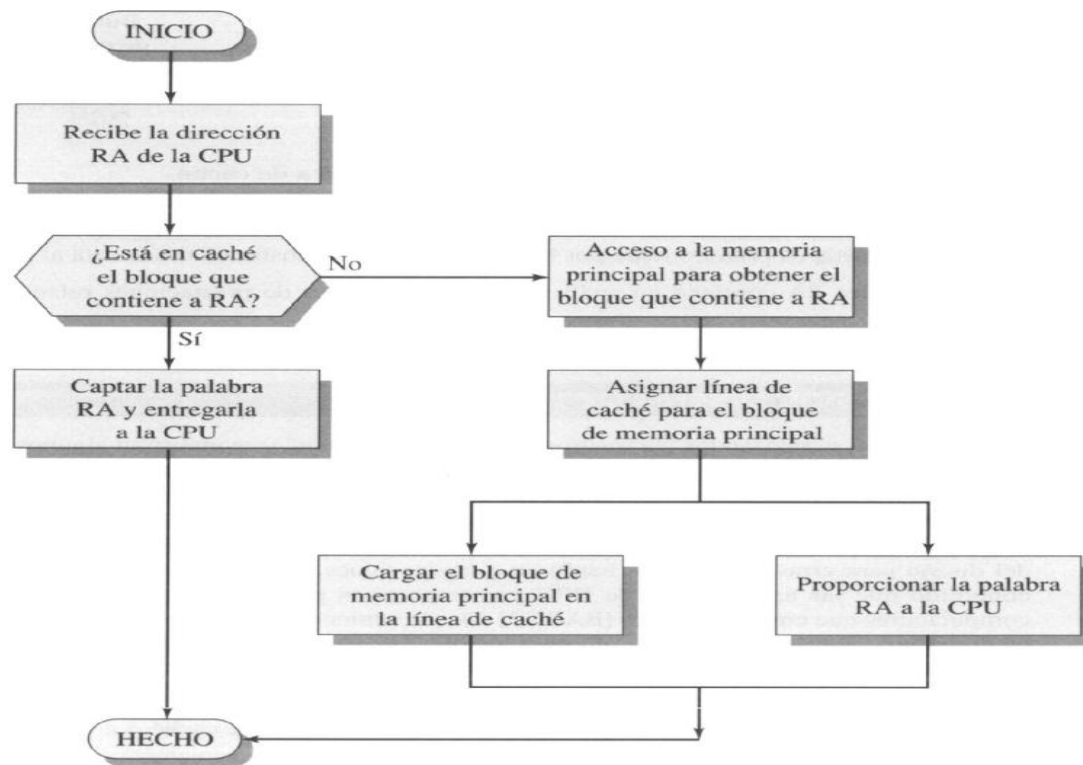 INICIO
Recibe la dirección
RA de la CPU
¿Está en caché
el bloque que
contiene a RA?
No
Sí
Acceso a la memoria
principal para obtener el
bloque que contiene a RA
Captar la palabra
RA y entregarla
a la CPU
Asignar línea de
caché para el bloque
de memoria principal
Cargar el bloque de
memoria principal en
la línea de caché
Proporcionar la palabra
RA a la CPU
HECHO